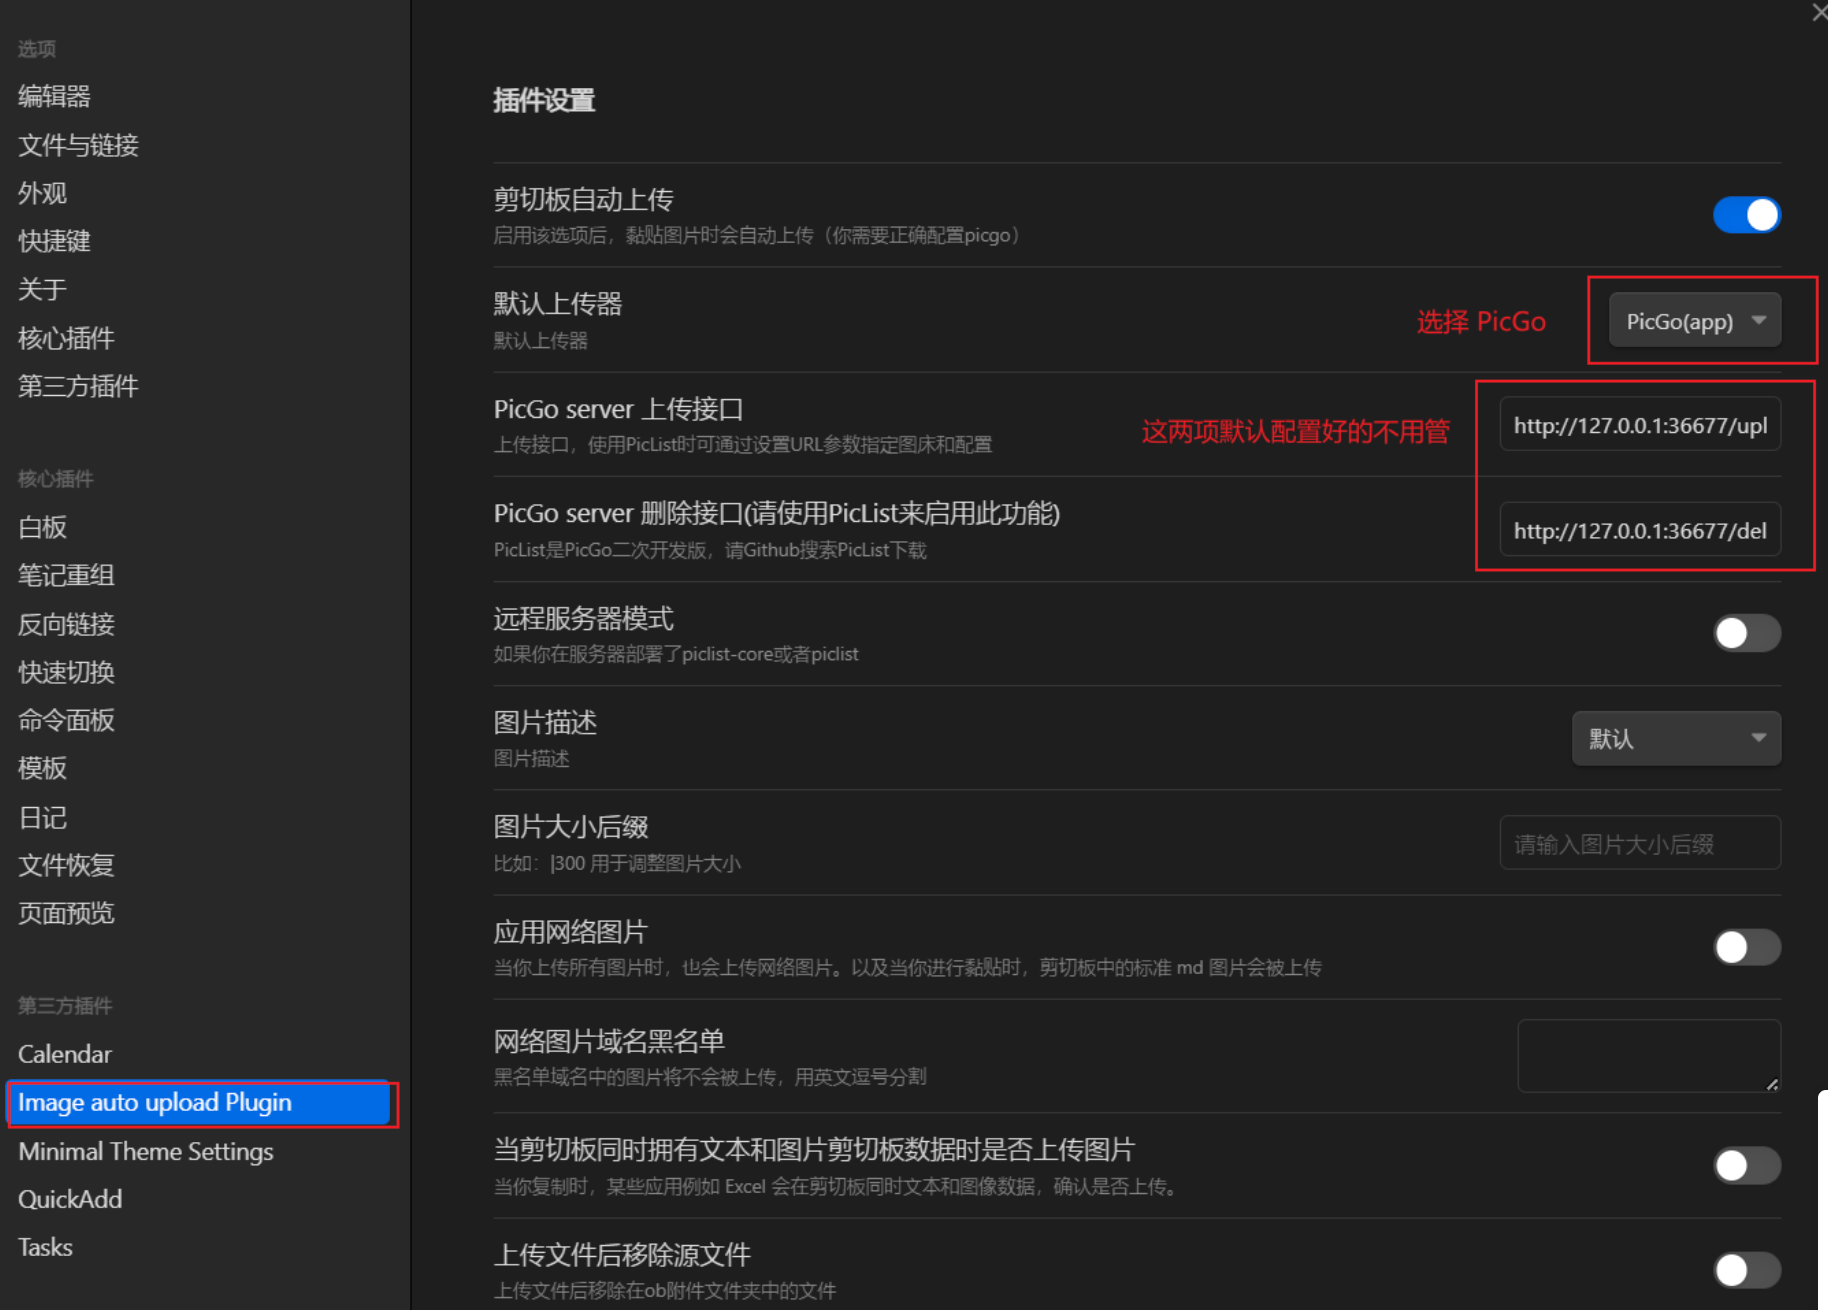 选项
编辑器
文件与链接
外观
快捷键
关于
核心插件
第三方插件
核心插件
白板
笔记重组
反向链接
快速切换
命令面板
模板
日记
文件恢复
页面预览
第三方插件
Calendar
Image auto upload Plugin
Minimal Theme Settings
QuickAdd
Tasks
插件设置
剪切板自动上传
启用该选项后，黏贴图片时会自动上传（你需要正确配置picgo）
默认上传器
默认上传器
选择 PicGo
PicGo(app)
PicGo server 上传接口
上传接口，使用PicList时可通过设置URL参数指定图床和配置
这两项默认配置好的不用管
http://127.0.0.1:36677/upl
PicGo server 删除接口(请使用PicList来启用此功能)
PicList是PicGo二次开发版，请Github搜索PicList下载
http://127.0.0.1:36677/del
远程服务器模式
如果你在服务器部署了piclist-core或者piclist
图片描述
图片描述
默认
图片大小后缀
比如：|300 用于调整图片大小
请输入图片大小后缀
应用网络图片
当你上传所有图片时，也会上传网络图片。以及当你进行黏贴时，剪切板中的标准 md 图片会被上传
网络图片域名黑名单
黑名单域名中的图片将不会被上传，用英文逗号分割
当剪切板同时拥有文本和图片剪切板数据时是否上传图片
当你复制时，某些应用例如 Excel 会在剪切板同时文本和图像数据，确认是否上传。
上传文件后移除源文件
上传文件后移除在ob附件文件夹中的文件